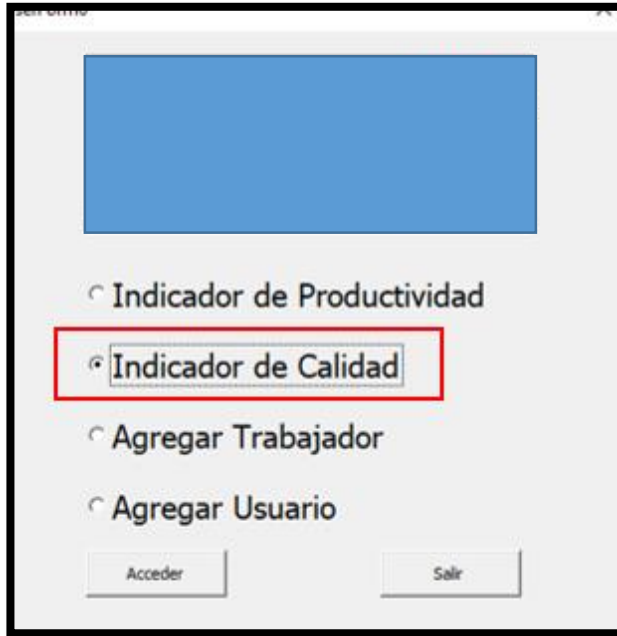 Indicador de Productividad
Indicador de Calidad
Agregar Trabajador
Agregar Usuario
Acceder Salir